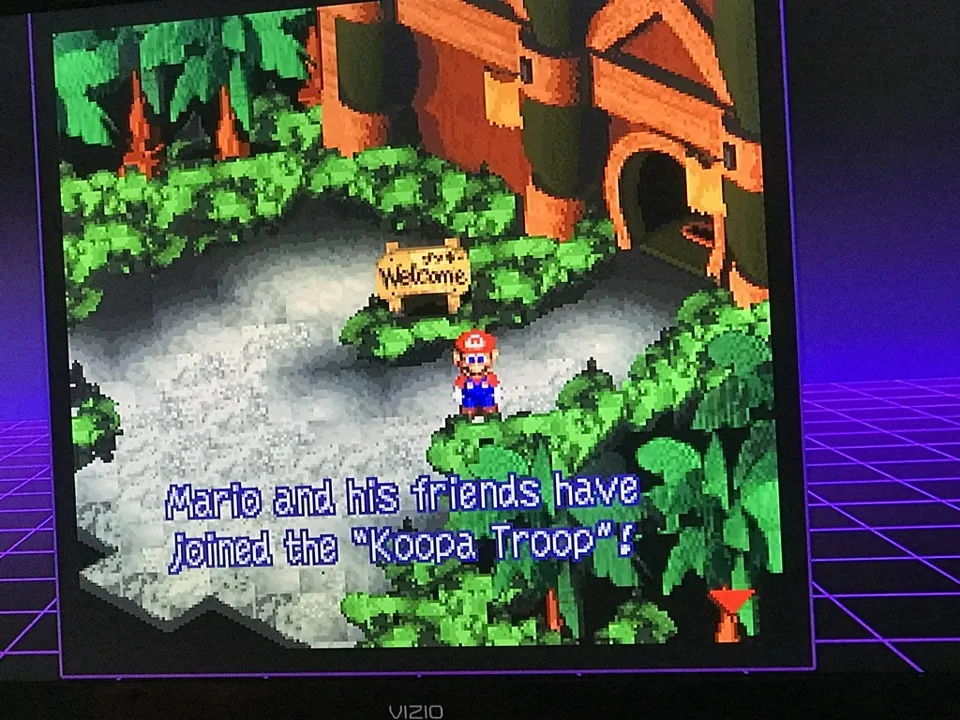 Welcome
Mario and his friends have
joined the "Koopa Troop"!
VIZIO